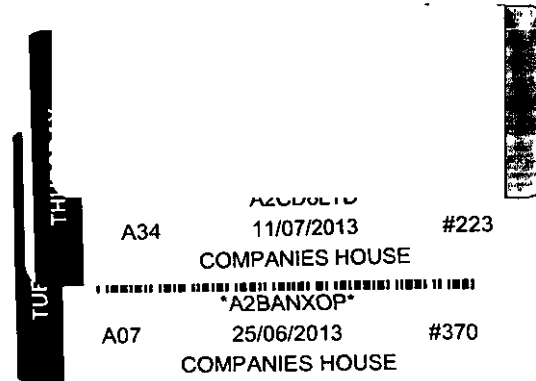 A34 11/07/2013 #223
COMPANIES HOUSE
*A2BANXOP*
A07 25/06/2013 #370
COMPANIES HOUSE